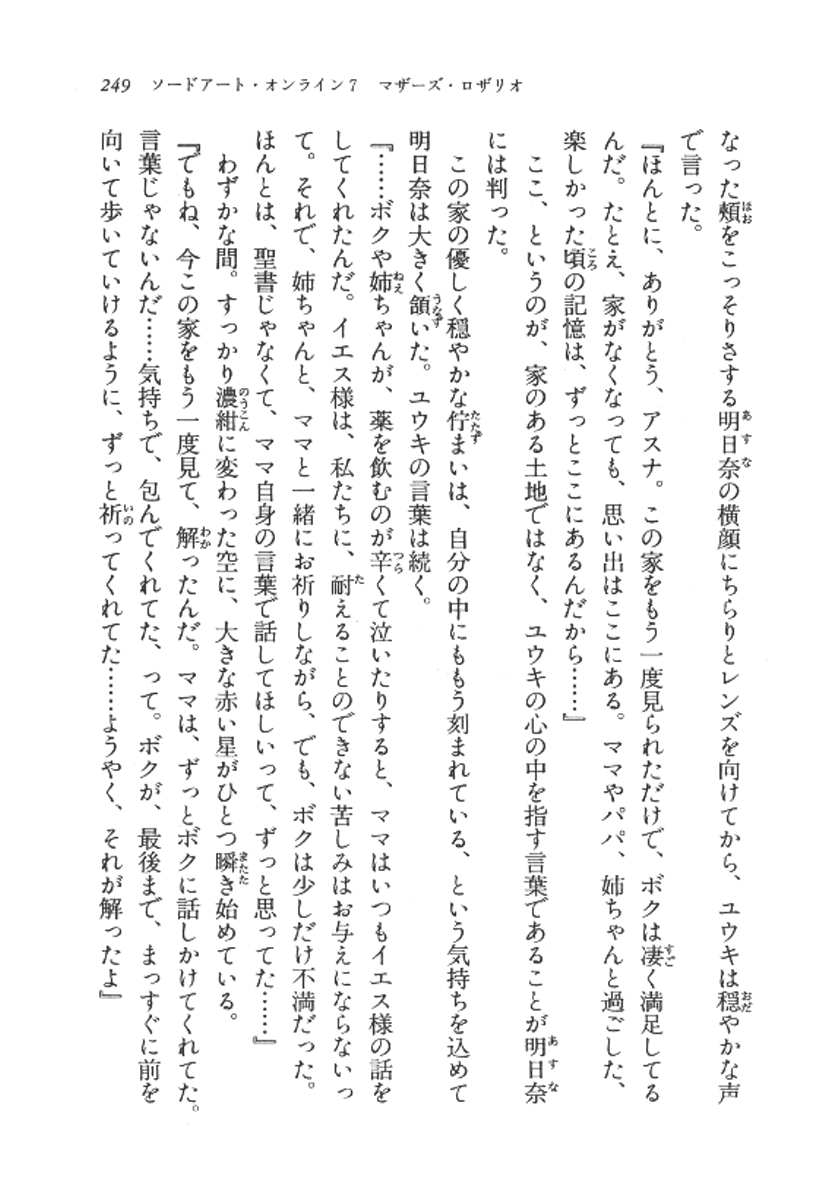 249 ソードアート・オンライン7 マザーズ・ロザリオ
なった頬をこっそりさする明日奈の横顔にちらりとレンズを向けてから、ユウキは穏やかな声
で言った。
『ほんとに、ありがとう、アスナ。この家をもう一度見られただけで、ボクは凄く満足してる
んだ。たとえ、家がなくなっても、思い出はここにある。ママやパパ、姉ちゃんと過ごした、
楽しかった頃の記憶は、ずっとここにあるんだから……』
ここ、というのが、家のある土地ではなく、ユウキの心の中を指す言葉であることが明日奈
には判った。
この家の優しく穏やかな佇まいは、自分の中にももう刻まれている、という気持ちを込めて
明日奈は大きく頷いた。ユウキの言葉は続く。
『……ボクや姉ちゃんが、薬を飲むのが辛くて泣いたりすると、ママはいつもイエス様の話を
してくれたんだ。イエス様は、私たちに、耐えることのできない苦しみはお与えにならないっ
て。それで、姉ちゃんと、ママと一緒にお祈りしながら、でも、ボクは少しだけ不満だった。
ほんとは、聖書じゃなくて、ママ自身の言葉で話してほしいって、ずっと思ってた……』
わずかな間。すっかり濃紺に変わった空に、大きな赤い星がひとつ瞬き始めている。
『でもね、今この家をもう一度見て、解ったんだ。ママは、ずっとボクに話しかけてくれてた。
言葉じゃないんだ……気持ちで、包んでくれてた、って。ボクが、最後まで、まっすぐに前を
向いて歩いていけるように、ずっと祈ってくれてた……ようやく、それが解ったよ』